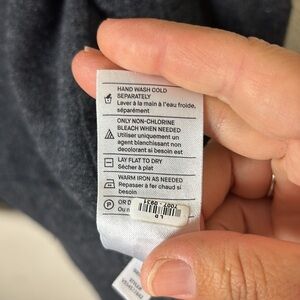 HAND WASH COLD
SEPARATELY
Laver à la main à l'eau froide,
séparément
ONLY NON-CHLORINE
BLEACH WHEN NEEDED
Utiliser uniquement un
agent blanchissant non
décolorant si besoin est
LAY FLAT TO DRY
Sécher à plat
WARM IRON AS NEEDED
Repasser à fer chaud si
besoin
P
OR D
Ou n